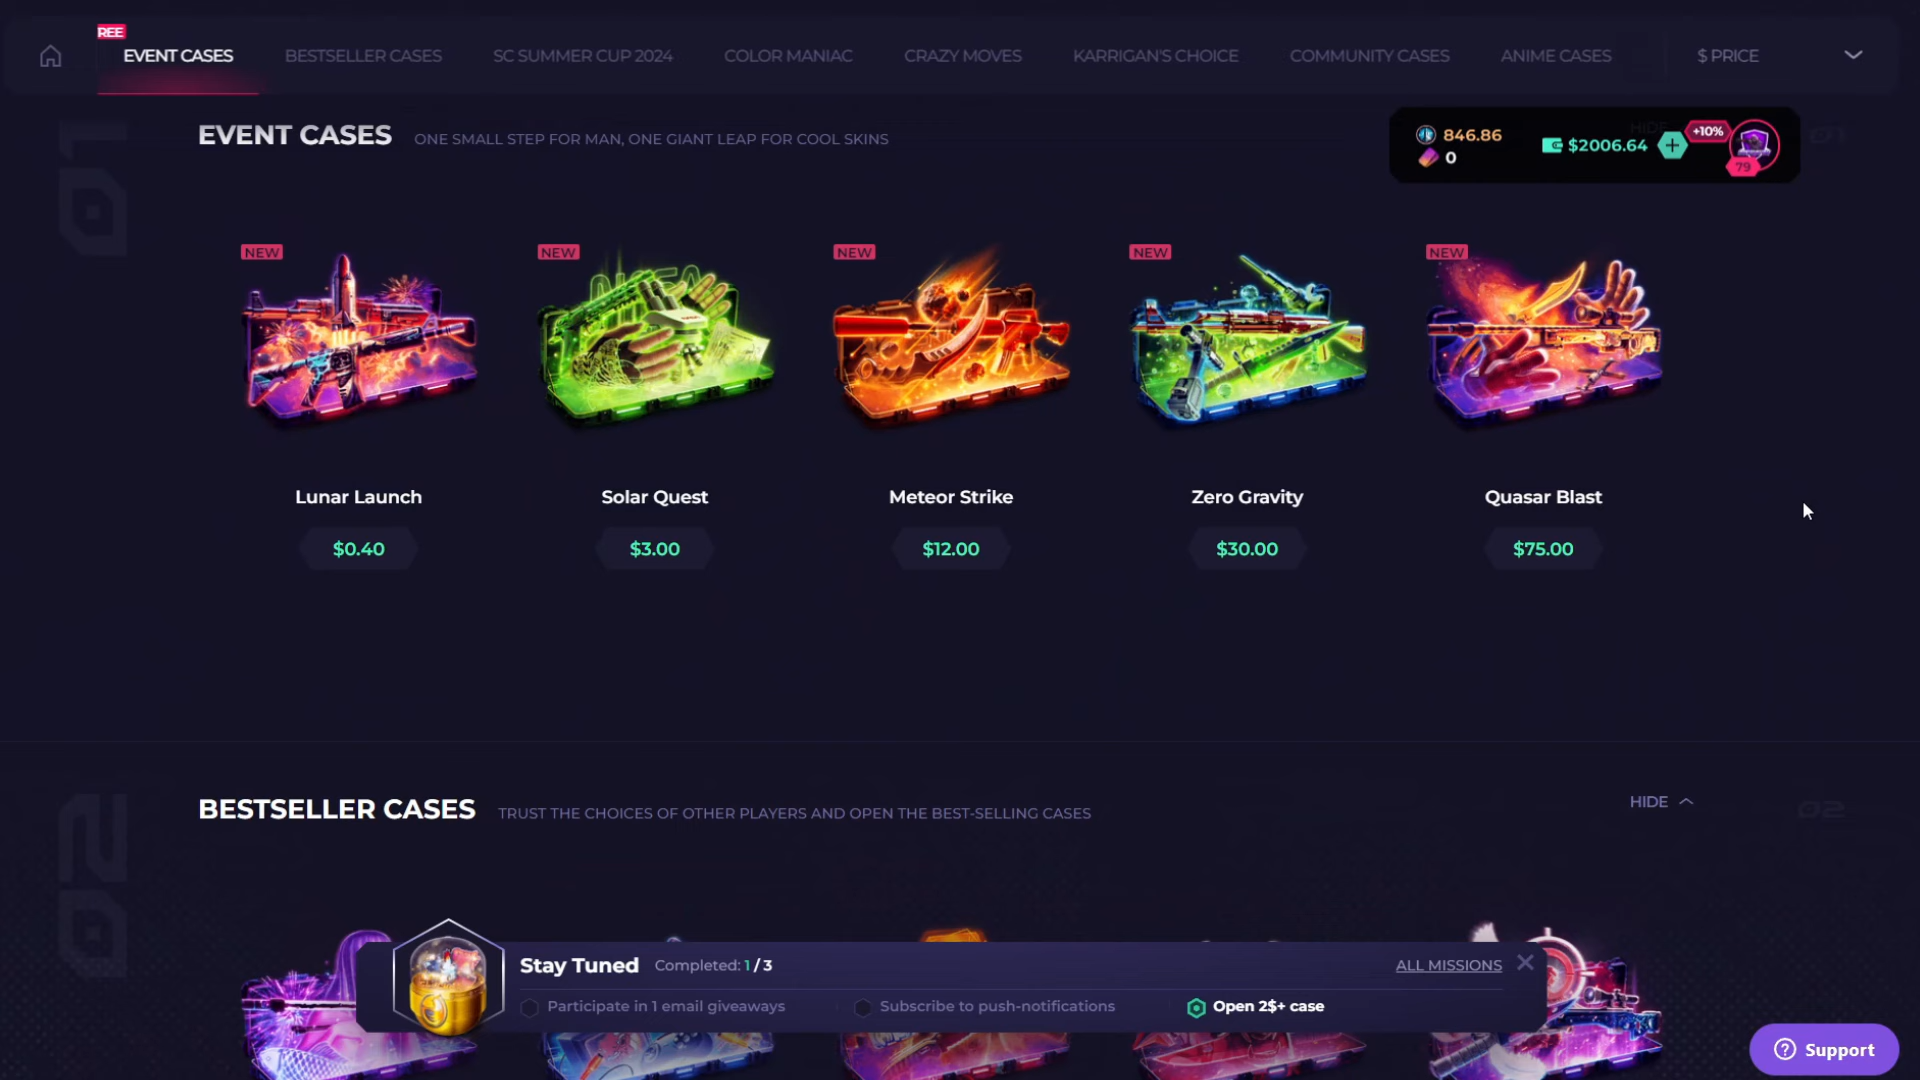 REE
EVENT CASES
BESTSELLER CASES
SC SUMMER CUP 2024
COLOR MANIAC
CRAZY MOVES
KARRIGAN'S CHOICE
COMMUNITY CASES
ANIME CASES
$ PRICE
01
EVENT CASES
ONE SMALL STEP FOR MAN, ONE GIANT LEAP FOR COOL SKINS
HIDE
01
846.86
0
$2006.64
+
+10%
79
NEW
NEW
NEW
NEW
NEW
Lunar Launch
Solar Quest
Meteor Strike
Zero Gravity
Quasar Blast
$0.40
$3.00
$12.00
$30.00
$75.00
02
BESTSELLER CASES
TRUST THE CHOICES OF OTHER PLAYERS AND OPEN THE BEST-SELLING CASES
HIDE
02
Stay Tuned
Completed: 1 / 3
ALL MISSIONS
Participate in 1 email giveaways
Subscribe to push-notifications
Open 2$+ case
Support